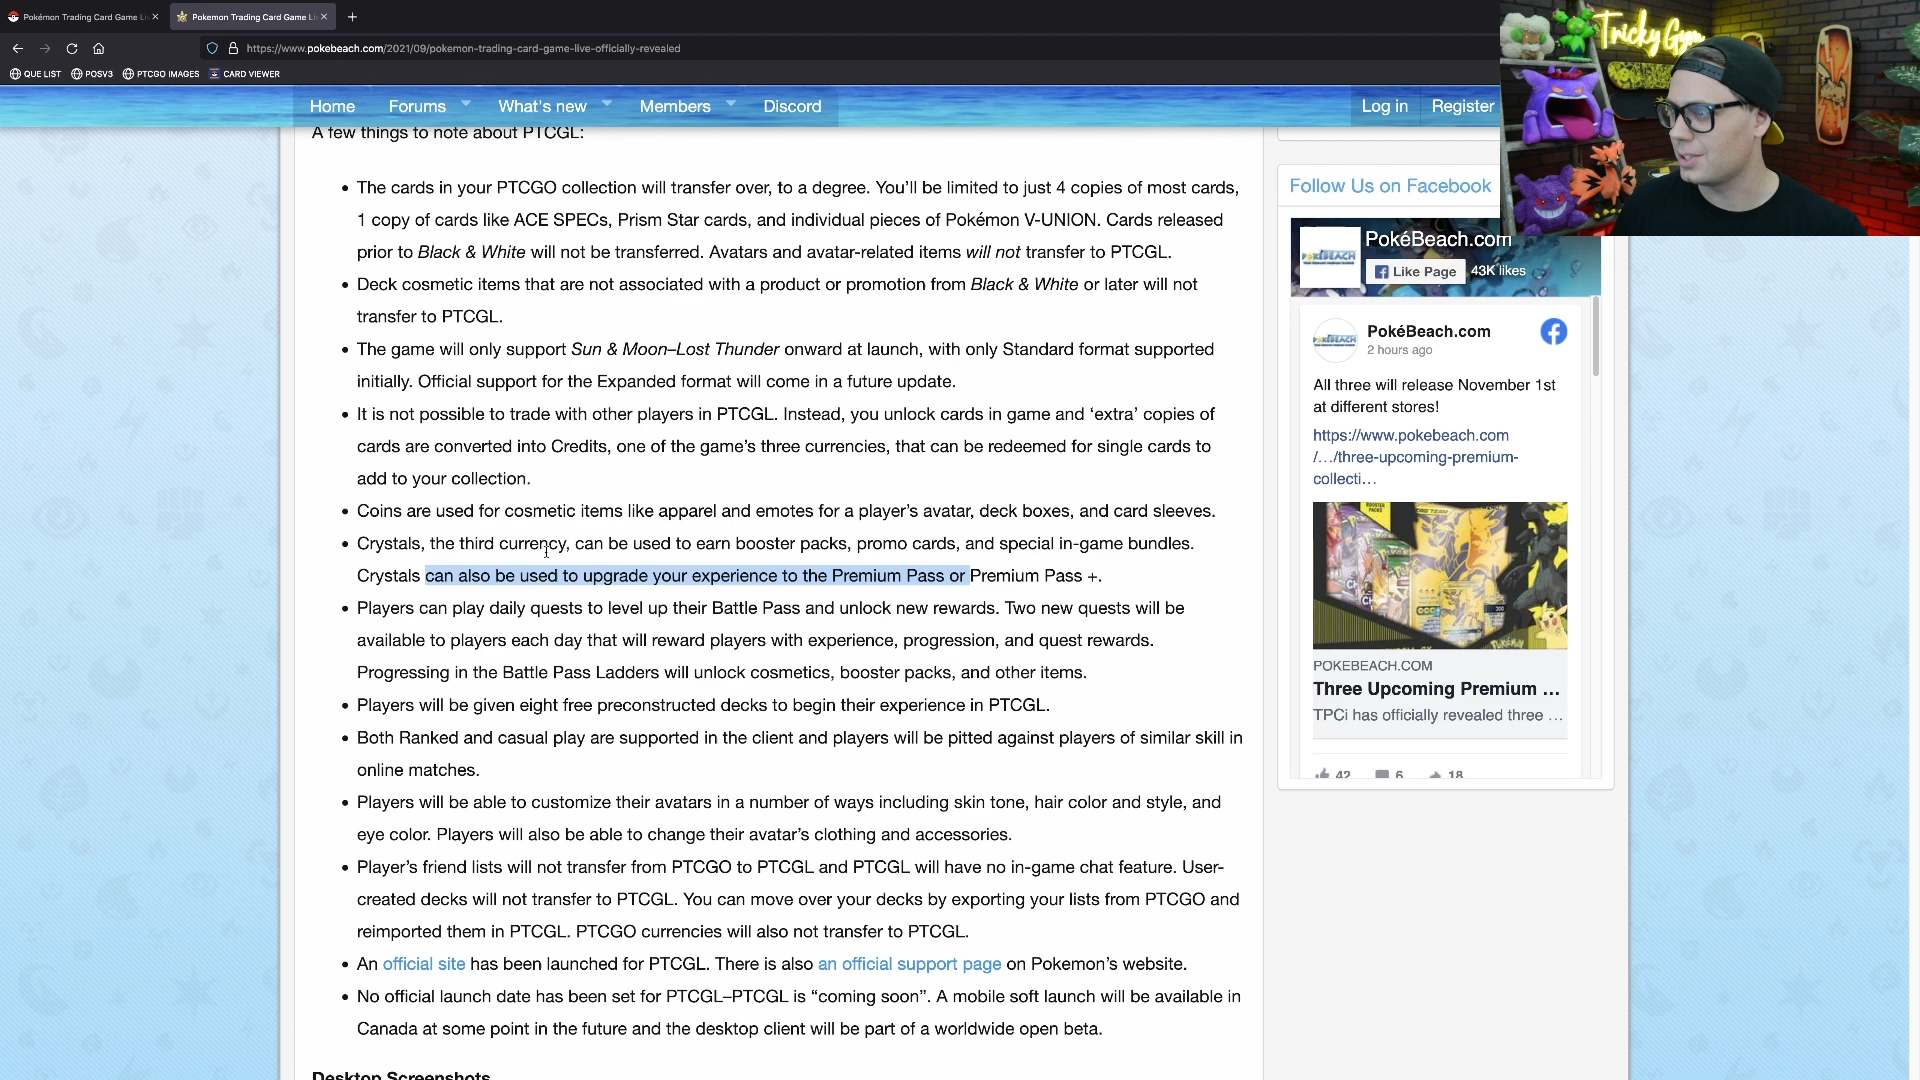 Pokémon Trading Card Game Li
Pokemon Trading Card Game Li
https://www.pokebeach.com/2021/09/pokemon-trading-card-game-live-officially-revealed
QUE LIST POSV3 PTCGO IMAGES CARD VIEWER
Home Forums What's new Members Discord Log in Register
Tricky Gym
A few things to note about PTCGL:
The cards in your PTCGO collection will transfer over, to a degree. You'll be limited to just 4 copies of most cards,
1 copy of cards like ACE SPECs, Prism Star cards, and individual pieces of Pokémon V-UNION. Cards released
prior to Black & White will not be transferred. Avatars and avatar-related items will not transfer to PTCGL.
Deck cosmetic items that are not associated with a product or promotion from Black & White or later will not
transfer to PTCGL.
The game will only support Sun & Moon–Lost Thunder onward at launch, with only Standard format supported
initially. Official support for the Expanded format will come in a future update.
It is not possible to trade with other players in PTCGL. Instead, you unlock cards in game and ‘extra’ copies of
cards are converted into Credits, one of the game's three currencies, that can be redeemed for single cards to
add to your collection.
Coins are used for cosmetic items like apparel and emotes for a player's avatar, deck boxes, and card sleeves.
Crystals, the third currency, can be used to earn booster packs, promo cards, and special in-game bundles.
Crystals can also be used to upgrade your experience to the Premium Pass or Premium Pass +.
Players can play daily quests to level up their Battle Pass and unlock new rewards. Two new quests will be
available to players each day that will reward players with experience, progression, and quest rewards.
Progressing in the Battle Pass Ladders will unlock cosmetics, booster packs, and other items.
Players will be given eight free preconstructed decks to begin their experience in PTCGL.
Both Ranked and casual play are supported in the client and players will be pitted against players of similar skill in
online matches.
Players will be able to customize their avatars in a number of ways including skin tone, hair color and style, and
eye color. Players will also be able to change their avatar's clothing and accessories.
Player's friend lists will not transfer from PTCGO to PTCGL and PTCGL will have no in-game chat feature. User-
created decks will not transfer to PTCGL. You can move over your decks by exporting your lists from PTCGO and
reimported them in PTCGL. PTCGO currencies will also not transfer to PTCGL.
An official site has been launched for PTCGL. There is also an official support page on Pokemon's website.
No official launch date has been set for PTCGL–PTCGL is “coming soon”. A mobile soft launch will be available in
Canada at some point in the future and the desktop client will be part of a worldwide open beta.
Desktop Screenshots
Follow Us on Facebook
PokéBeach.com
Like Page 43K likes
PokéBeach.com
2 hours ago
All three will release November 1st
at different stores!
https://www.pokebeach.com
/…/three-upcoming-premium-
collecti…
POKEBEACH.COM
Three Upcoming Premium ...
TPCi has officially revealed three ...
42 6 18